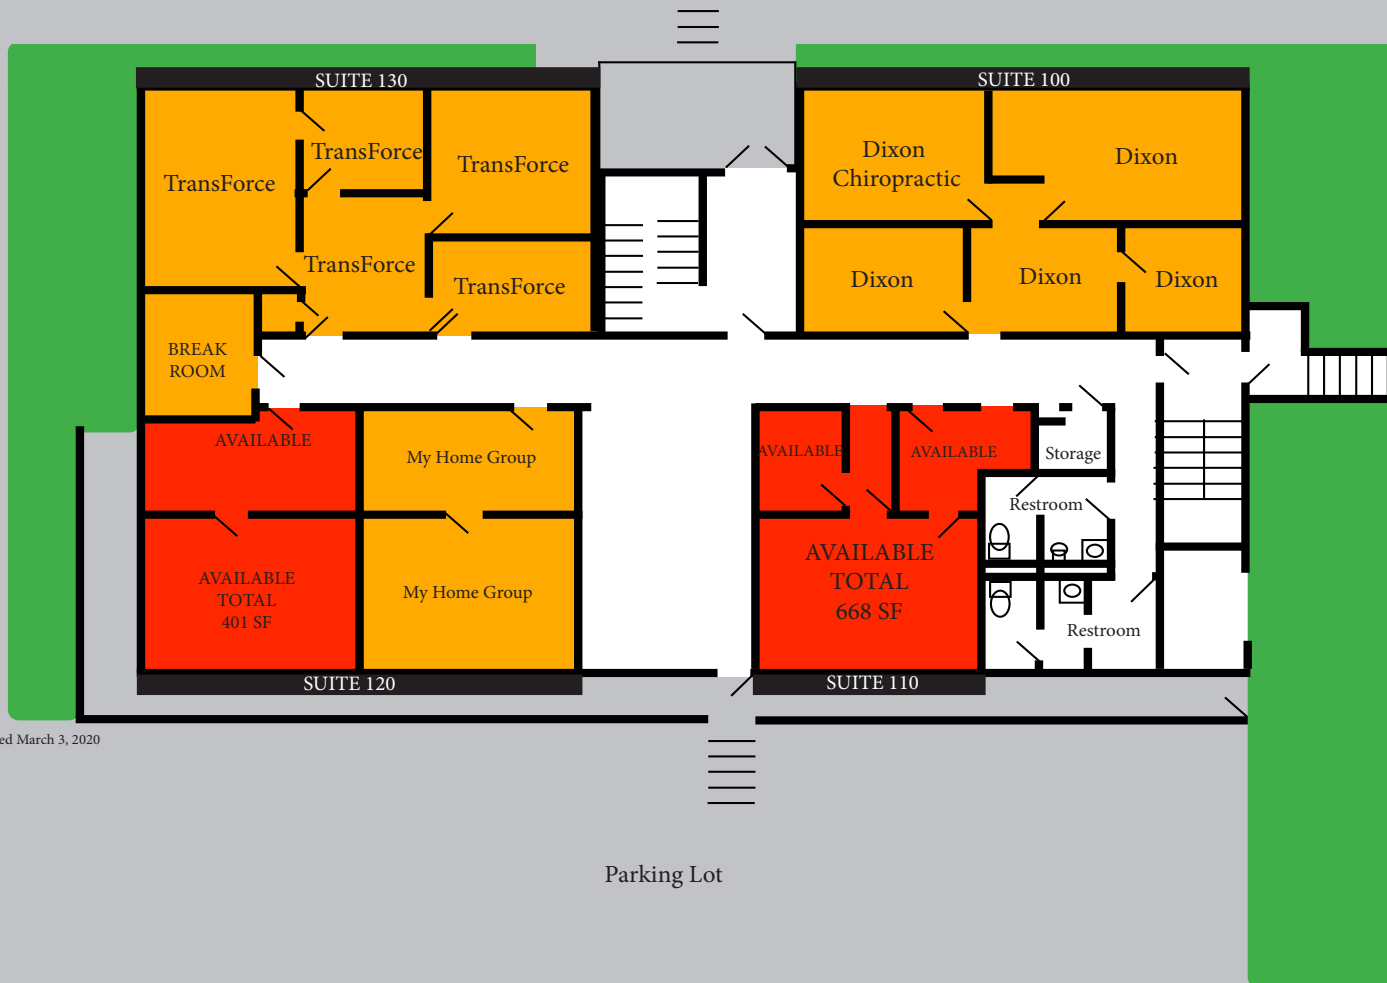 SUITE 130
SUITE 100
TransForce
TransForce
TransForce
TransForce
TransForce
Dixon
Chiropractic
Dixon
Dixon
Dixon
Dixon
BREAK
ROOM
AVAILABLE
My Home Group
AVAILABLE
AVAILABLE
Storage
Restroom
AVAILABLE
TOTAL
401 SF
My Home Group
AVAILABLE
TOTAL
668 SF
Restroom
SUITE 120
SUITE 110
ed March 3, 2020
Parking Lot